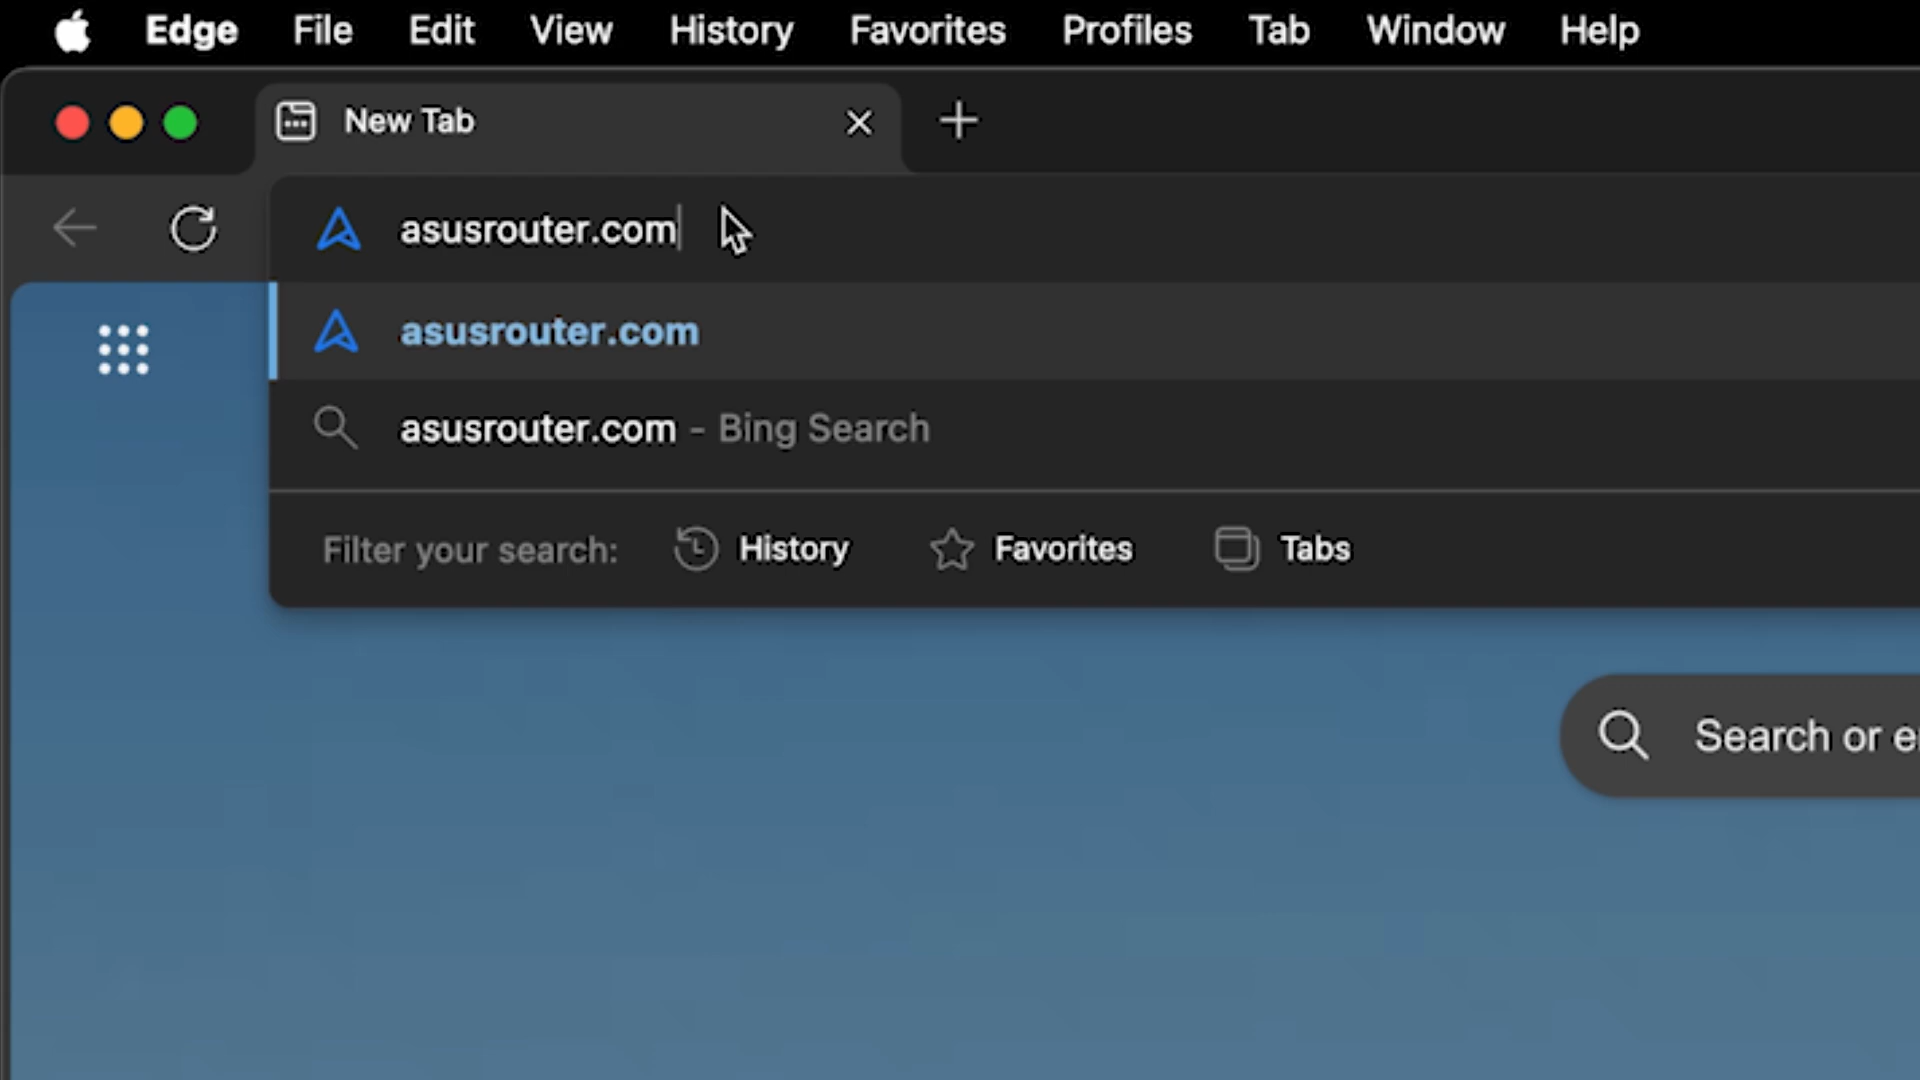 Edge File Edit View History Favorites Profiles Tab Window Help
New Tab
asusrouter.com
asusrouter.com
asusrouter.com - Bing Search
Filter your search: History Favorites Tabs
Search or